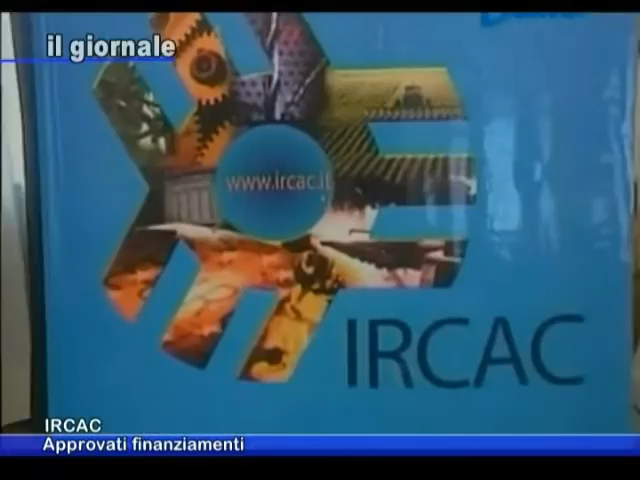 il giornale
www.ircac.it
IRCAC
IRCAC
Approvati finanziamenti